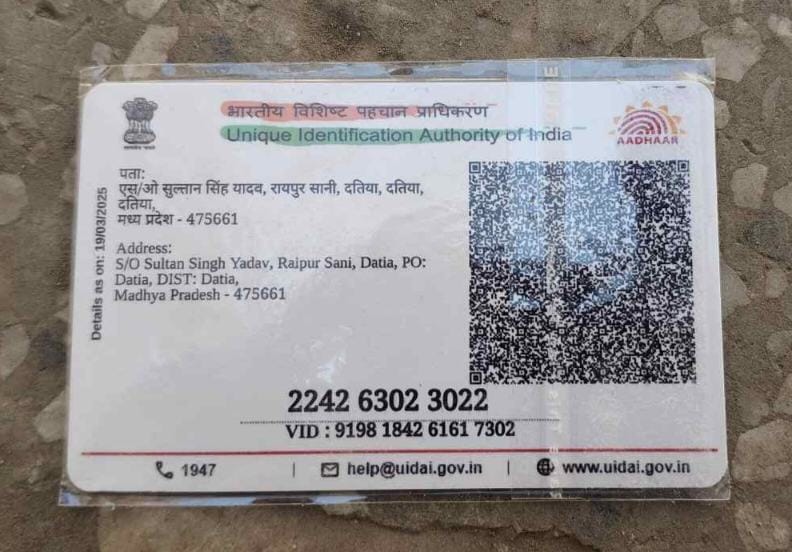 भारतीय विशिष्ट पहचान प्राधिकरण
Unique Identification Authority of India
AADHAAR
पता:
एस/ओ सुल्तान सिंह यादव, रायपुर सानी, दतिया, दतिया,
दतिया,
मध्य प्रदेश - 475661
Address:
S/O Sultan Singh Yadav, Raipur Sani, Datia, PO:
Datia, DIST: Datia,
Madhya Pradesh - 475661
Details as on: 19/03/2025
2242 6302 3022
VID : 9198 1842 6161 7302
1947 | help@uidai.gov.in | www.uidai.gov.in